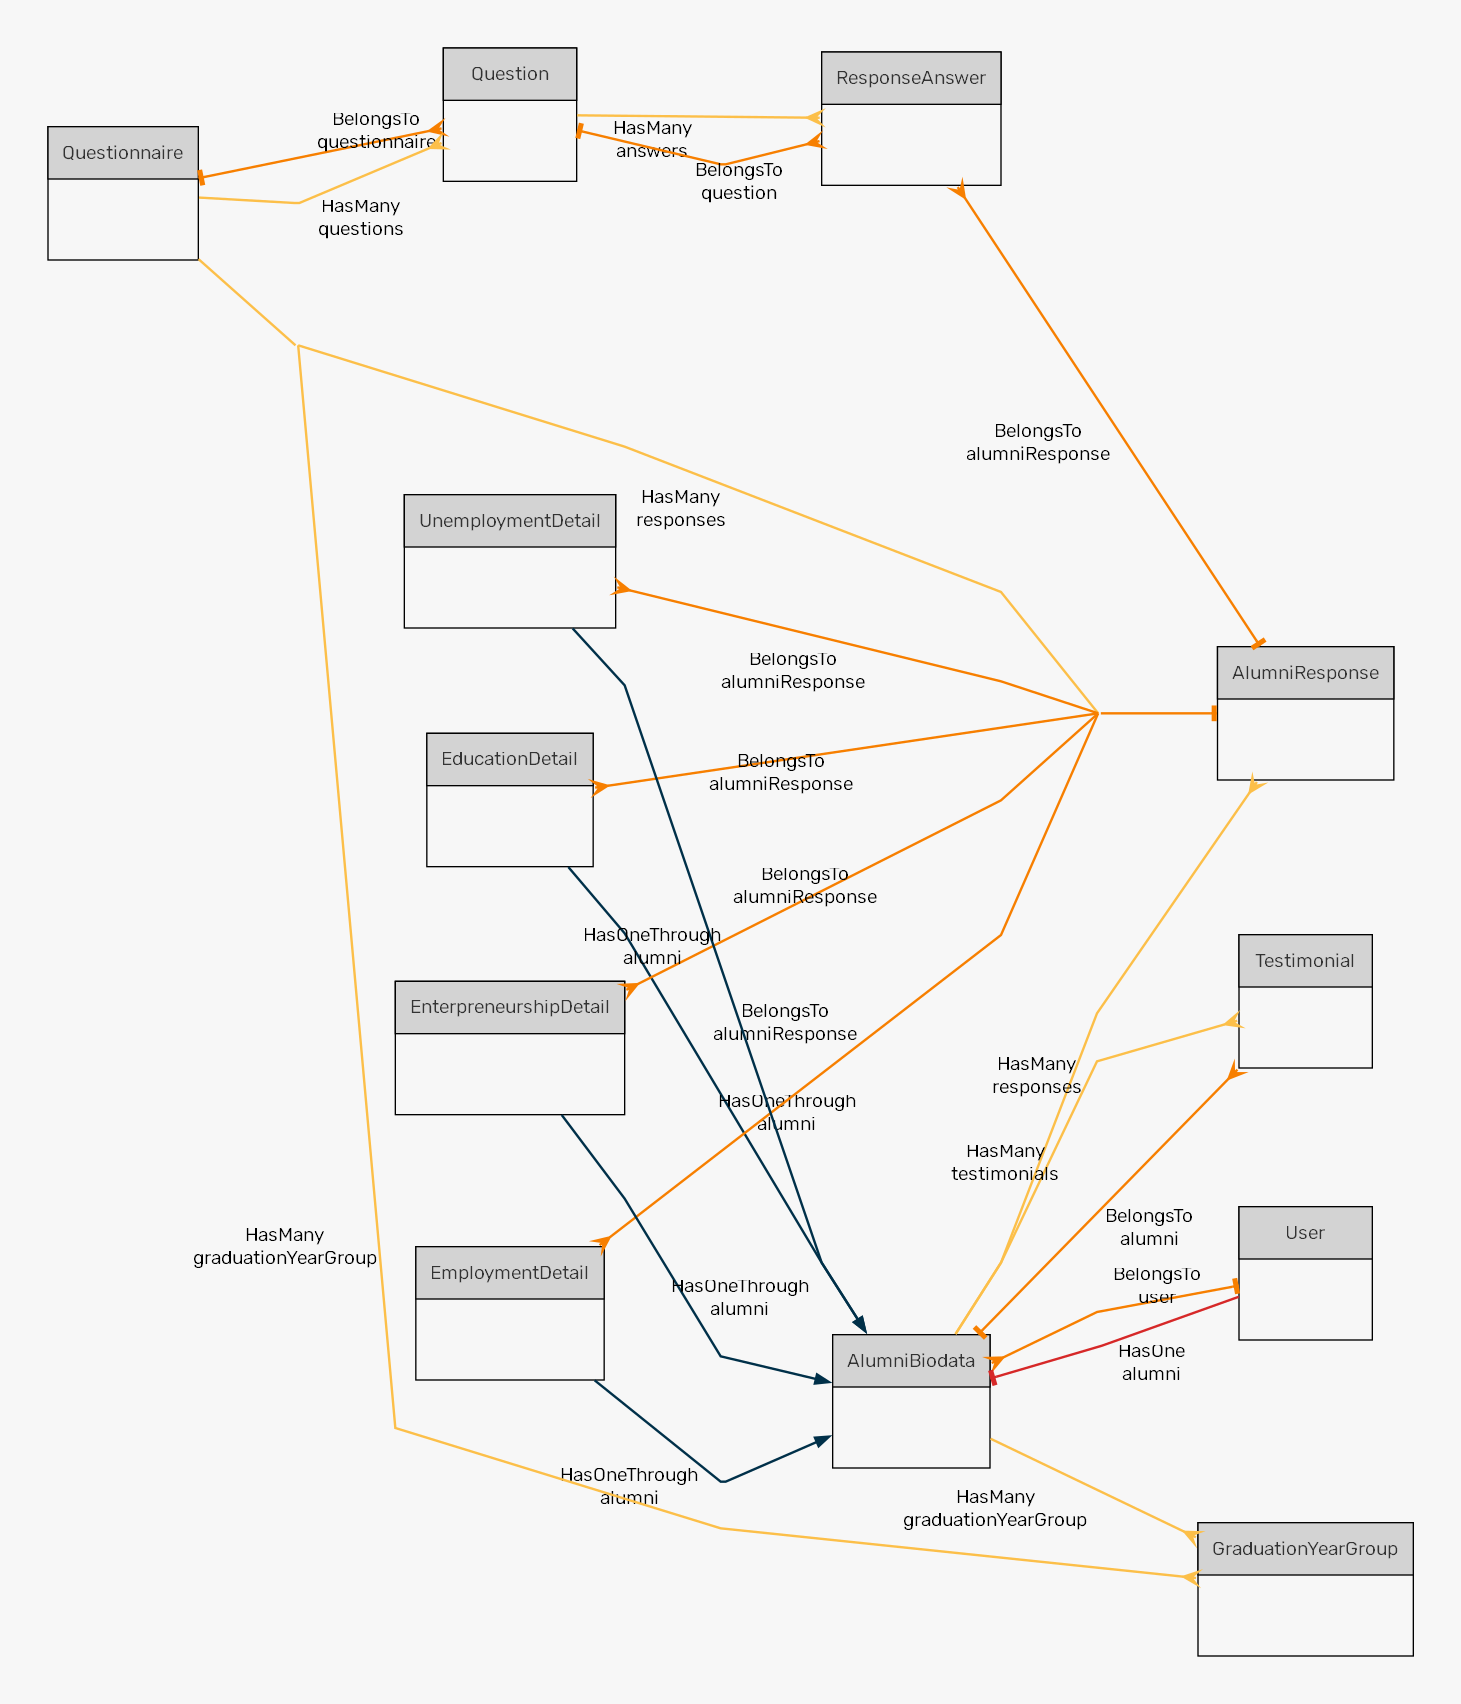 Question
ResponseAnswer
BelongsTo
questionnaire
HasMany
answers
Questionnaire
BelongsTo
question
HasMany
questions
BelongsTo
alumniResponse
HasMany
responses
UnemploymentDetail
BelongsTo
alumniResponse
AlumniResponse
EducationDetail
BelongsTo
alumniResponse
BelongsTo
alumniResponse
HasOneThrough
alumni
Testimonial
EnterpreneurshipDetail
BelongsTo
alumniResponse
HasMany
responses
HasOneThrough
alumni
HasMany
testimonials
BelongsTo
alumni
User
HasMany
graduationYearGroup
EmploymentDetail
BelongsTo
user
HasOneThrough
alumni
AlumniBiodata
HasOne
alumni
HasOneThrough
alumni
HasMany
graduationYearGroup
GraduationYearGroup